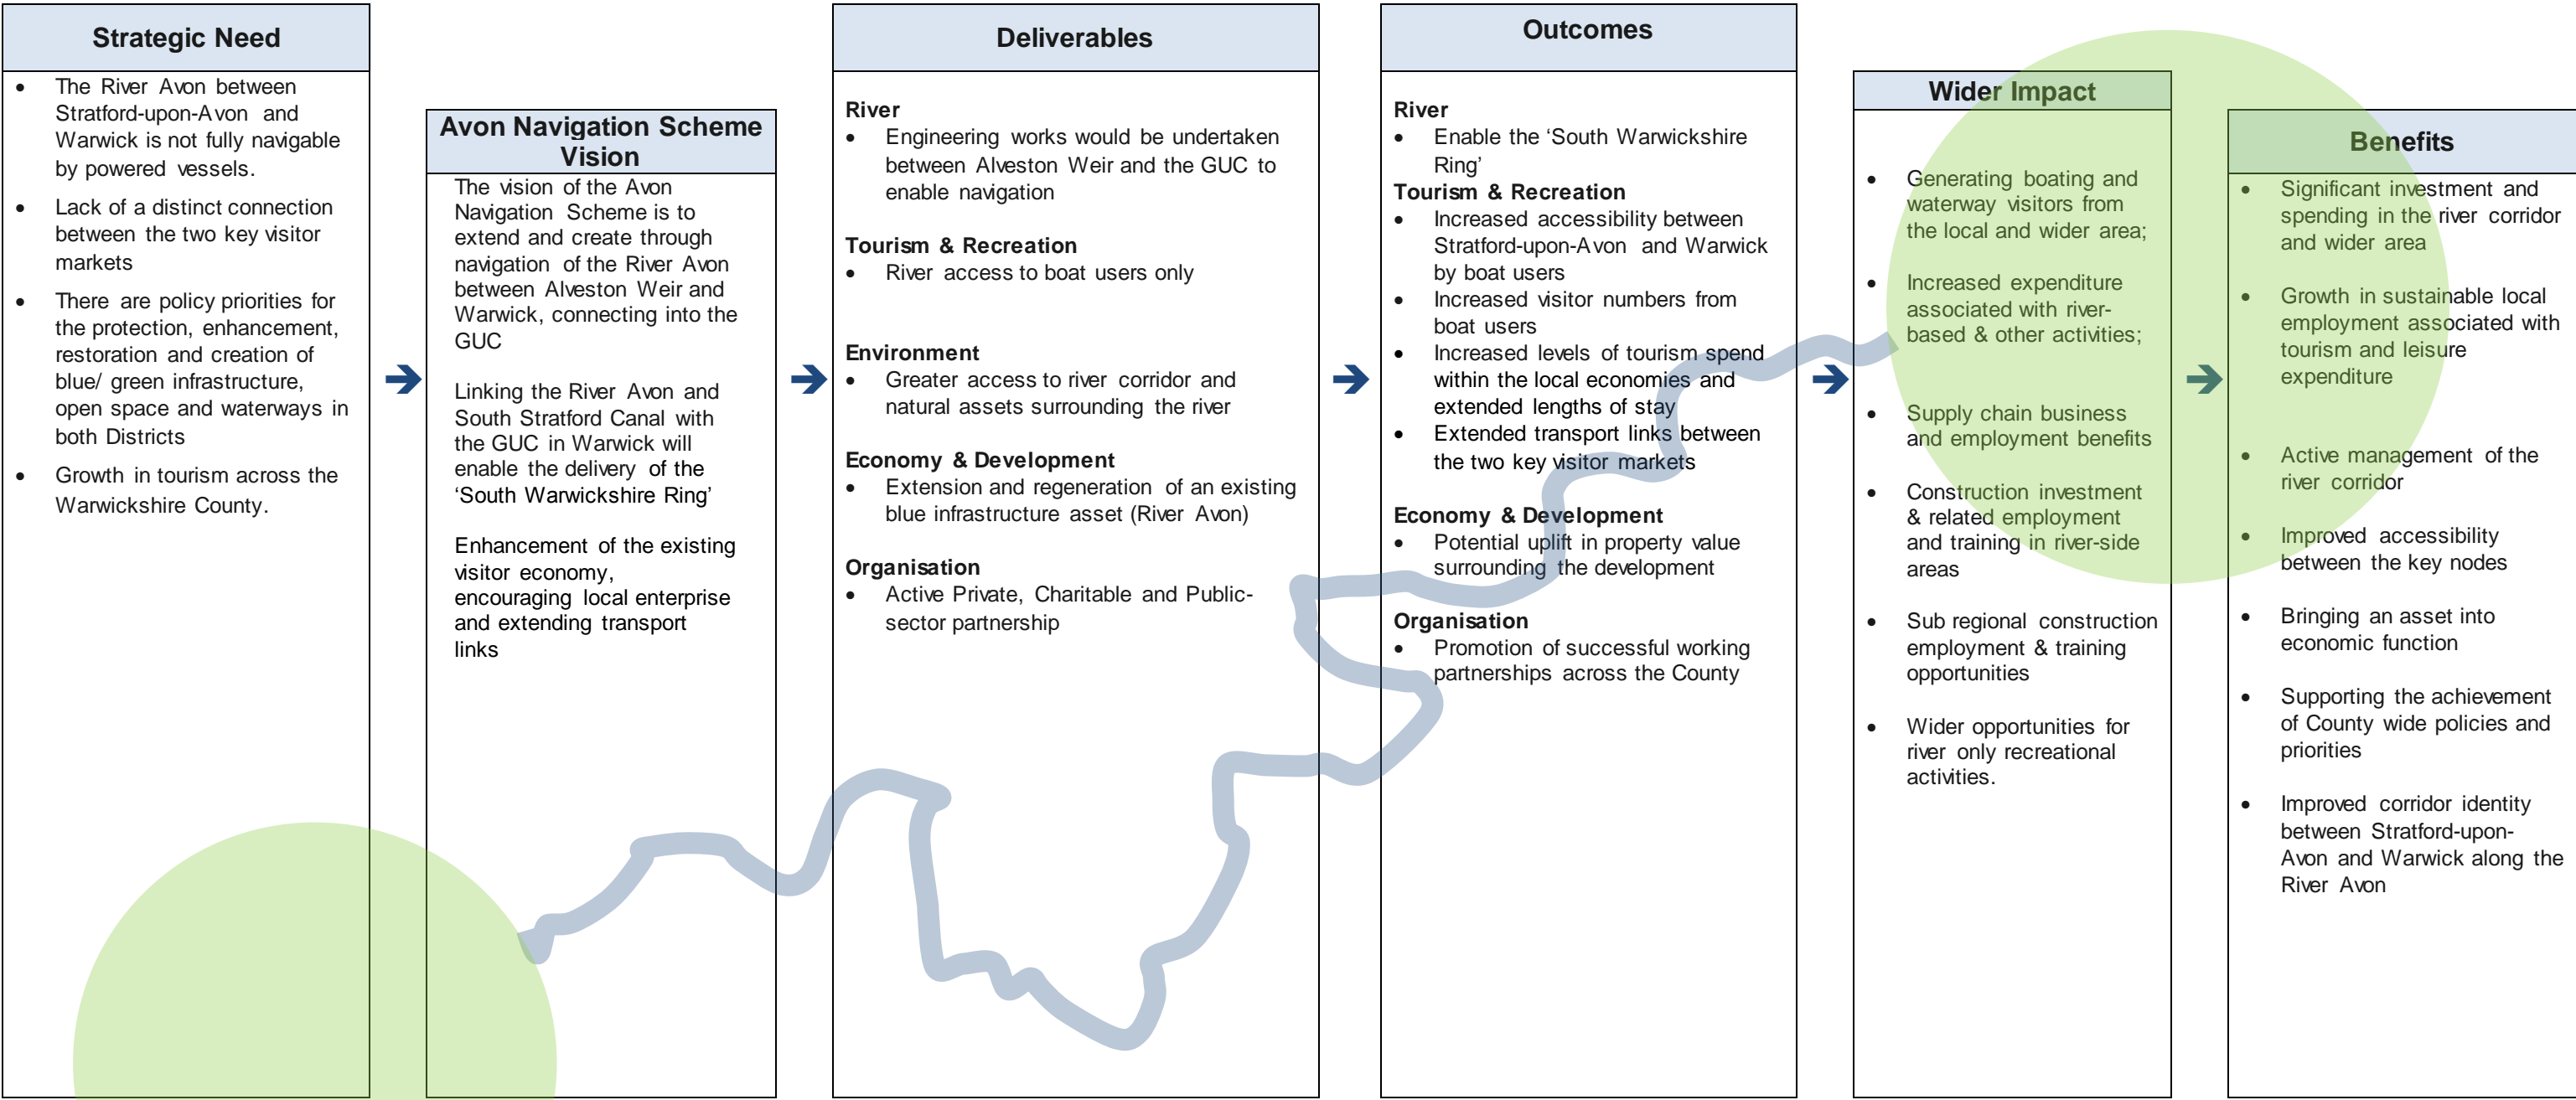 Strategic Need
• The River Avon between
Stratford-upon-Avon and
Warwick is not fully navigable
by powered vessels.
• Lack of a distinct connection
between the two key visitor
markets
• There are policy priorities for
the protection, enhancement,
restoration and creation of
blue/ green infrastructure,
open space and waterways in
both Districts
• Growth in tourism across the
Warwickshire County.
Avon Navigation Scheme
Vision
The vision of the Avon
Navigation Scheme is to
extend and create through
navigation of the River Avon
between Alveston Weir and
Warwick, connecting into the
GUC
Linking the River Avon and
South Stratford Canal with
the GUC in Warwick will
enable the delivery of the
‘South Warwickshire Ring’
Enhancement of the existing
visitor economy,
encouraging local enterprise
and extending transport
links
Deliverables
River
• Engineering works would be undertaken
between Alveston Weir and the GUC to
enable navigation
Tourism & Recreation
• River access to boat users only
Environment
• Greater access to river corridor and
natural assets surrounding the river
Economy & Development
• Extension and regeneration of an existing
blue infrastructure asset (River Avon)
Organisation
• Active Private, Charitable and Public-
sector partnership
Outcomes
River
• Enable the ‘South Warwickshire
Ring’
Tourism & Recreation
• Increased accessibility between
Stratford-upon-Avon and Warwick
by boat users
• Increased visitor numbers from
boat users
• Increased levels of tourism spend
within the local economies and
extended lengths of stay
• Extended transport links between
the two key visitor markets
Economy & Development
• Potential uplift in property value
surrounding the development
Organisation
• Promotion of successful working
partnerships across the County
Wider Impact
• Generating boating and
waterway visitors from
the local and wider area;
• Increased expenditure
associated with river-
based & other activities;
• Supply chain business
and employment benefits
• Construction investment
& related employment
and training in river-side
areas
• Sub regional construction
employment & training
opportunities
• Wider opportunities for
river only recreational
activities.
Benefits
• Significant investment and
spending in the river corridor
and wider area
• Growth in sustainable local
employment associated with
tourism and leisure
expenditure
• Active management of the
river corridor
• Improved accessibility
between the key nodes
• Bringing an asset into
economic function
• Supporting the achievement
of County wide policies and
priorities
• Improved corridor identity
between Stratford-upon-
Avon and Warwick along the
River Avon